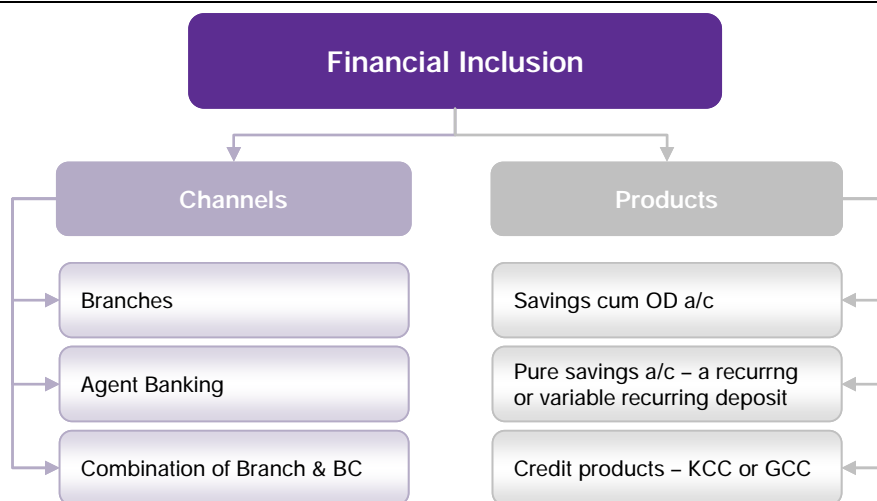 Financial Inclusion
Channels
Products
Branches
Savings cum OD a/c
Agent Banking
Pure savings a/c – a recurrng
or variable recurring deposit
Combination of Branch & BC
Credit products – KCC or GCC